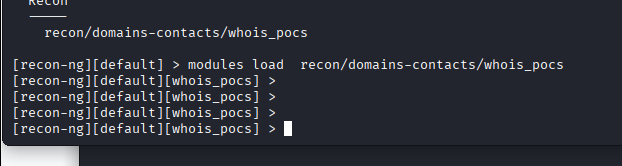 Recon
-----
recon/domains-contacts/whois_pocs
[recon-ng][default] > modules load  recon/domains-contacts/whois_pocs
[recon-ng][default][whois_pocs] >
[recon-ng][default][whois_pocs] >
[recon-ng][default][whois_pocs] >
[recon-ng][default][whois_pocs] >